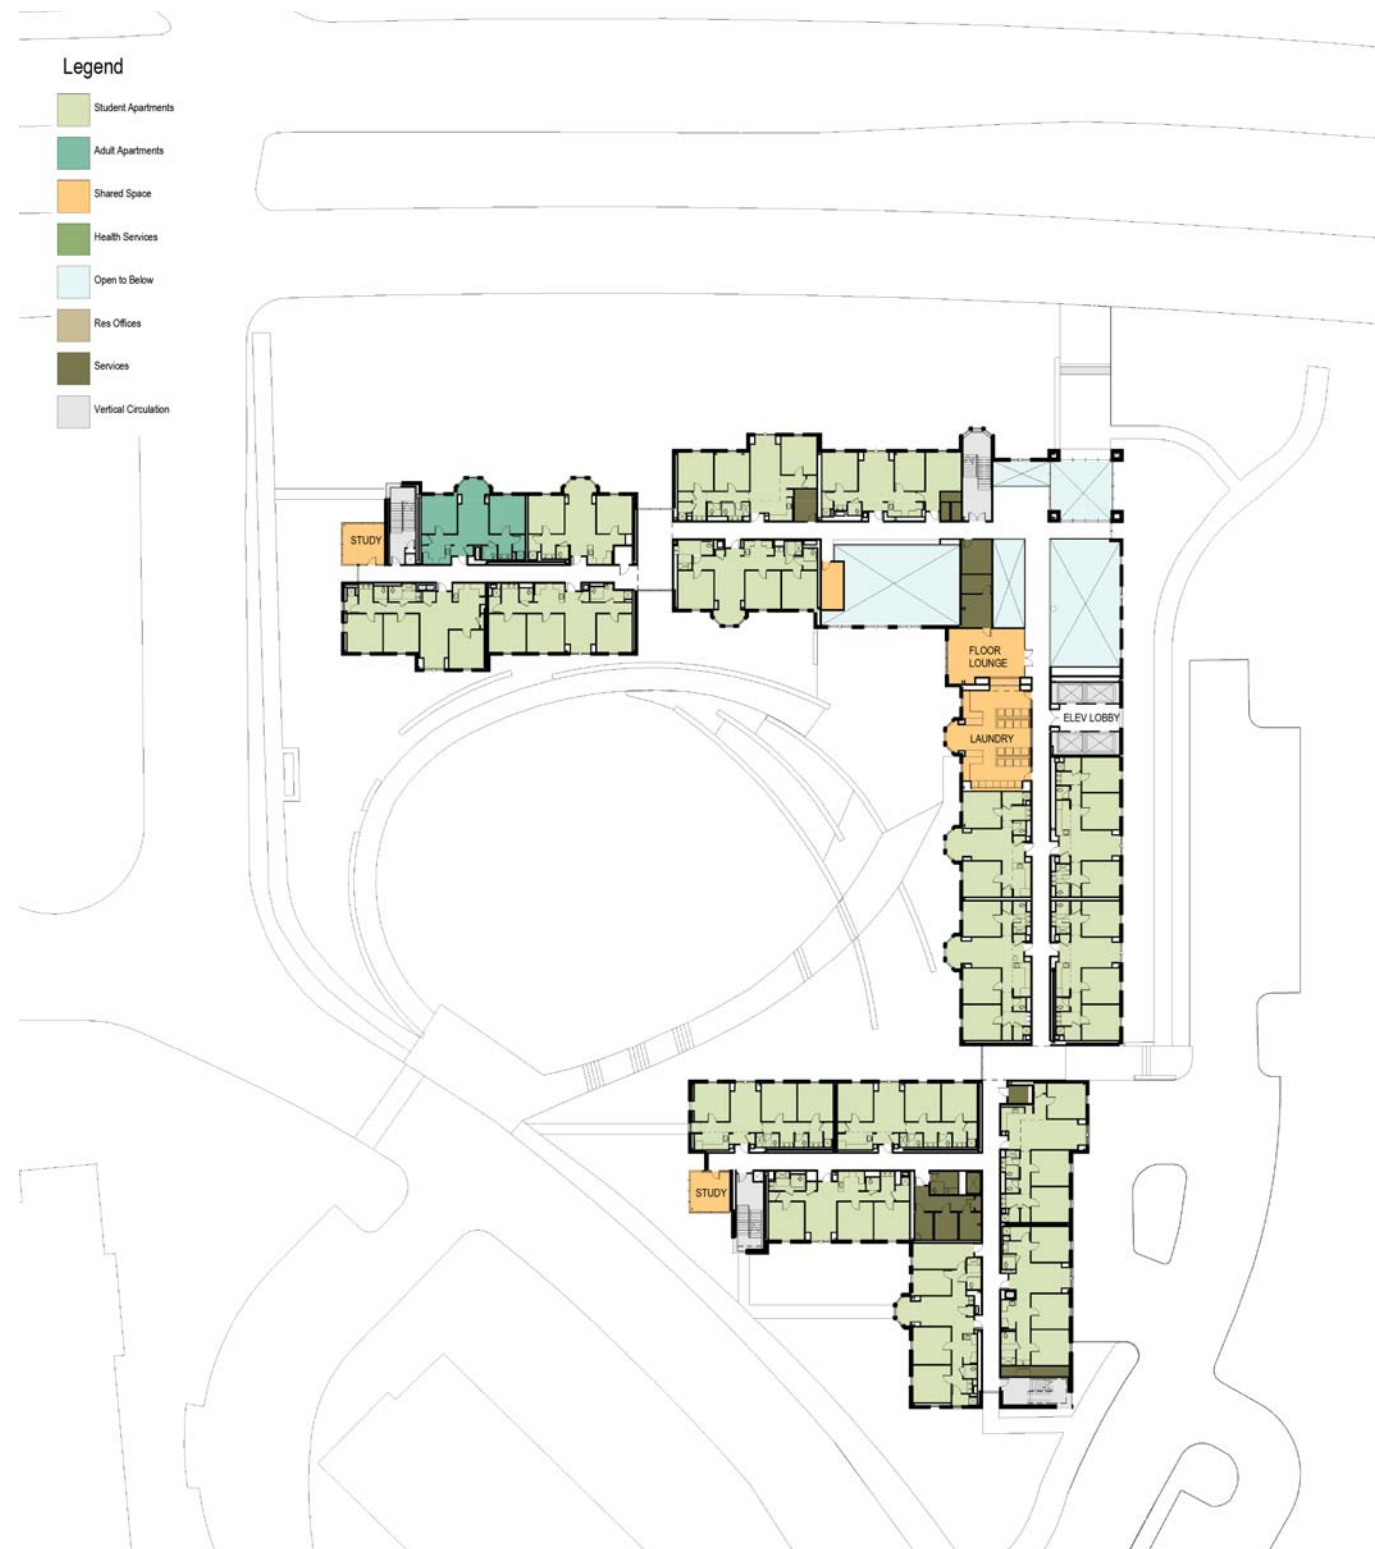 Legend
Student Apartments
Adult Apartments
Shared Space
Health Services
Open to Below
Res Offices
Services
Vertical Circulation
STUDY
FLOOR
LOUNGE
ELEV LOBBY
LAUNDRY
STUDY